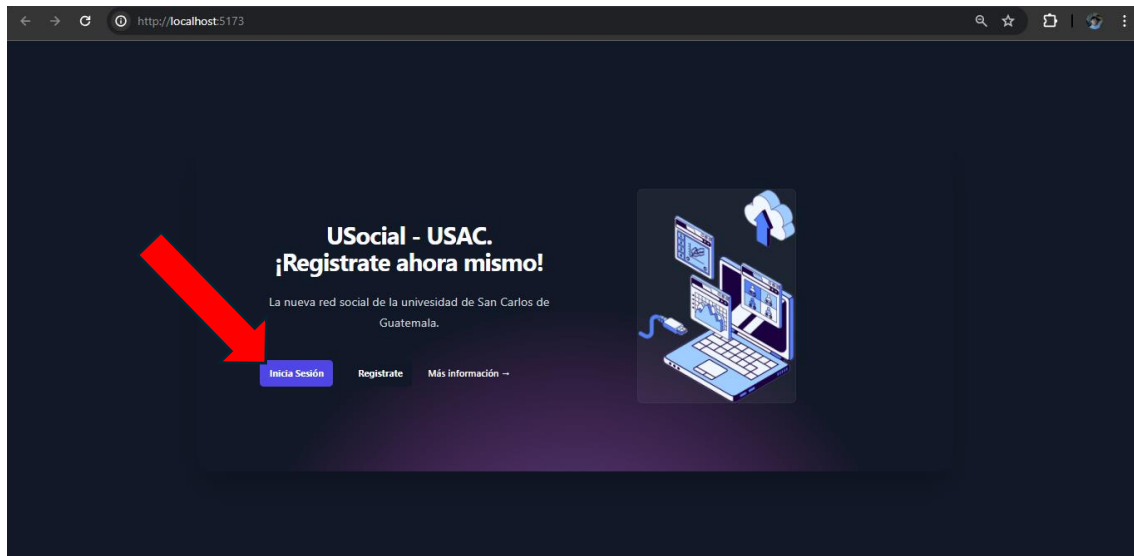 http://localhost:5173
USocial - USAC.
¡Registrate ahora mismo!
La nueva red social de la univesidad de San Carlos de
Guatemala.
Inicia Sesión Registrate Más información →